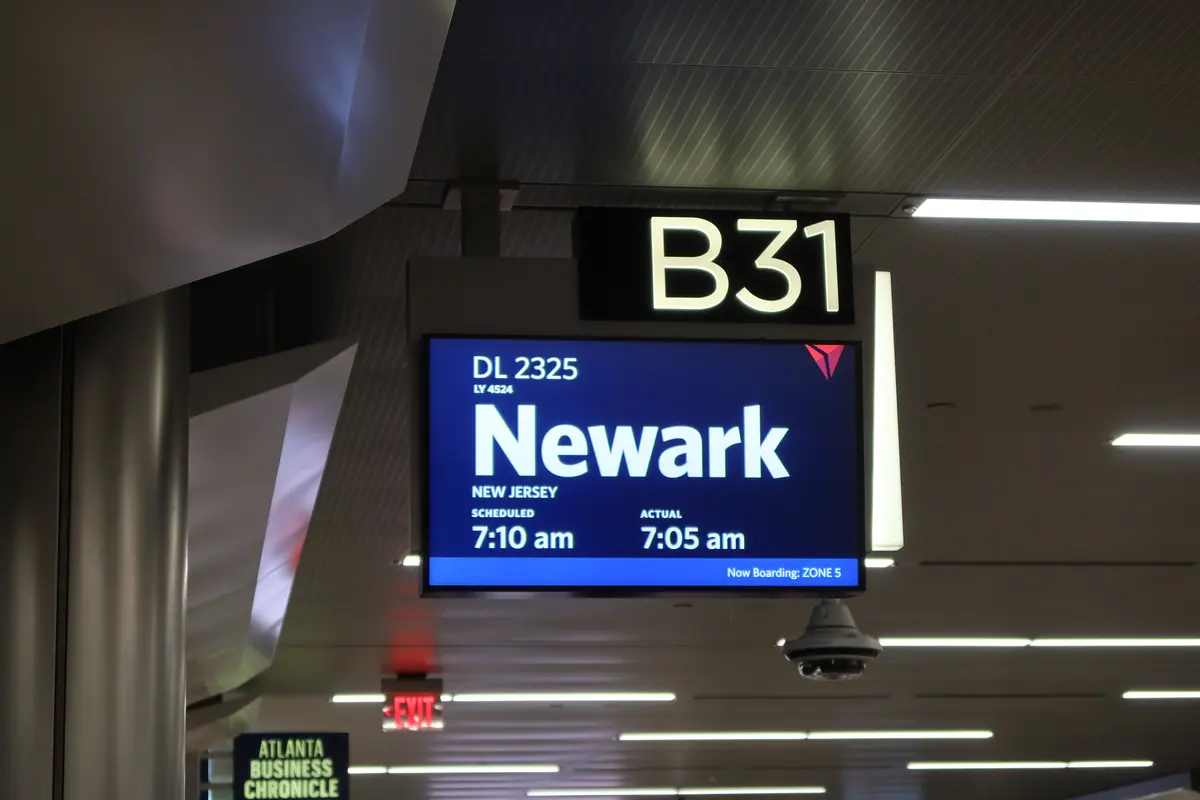 B31
DL 2325
LY 4524
Newark
NEW JERSEY
SCHEDULED ACTUAL
7:10 am 7:05 am
Now Boarding: ZONE 5
EXIT
ATLANTA
BUSINESS
CHRONICLE